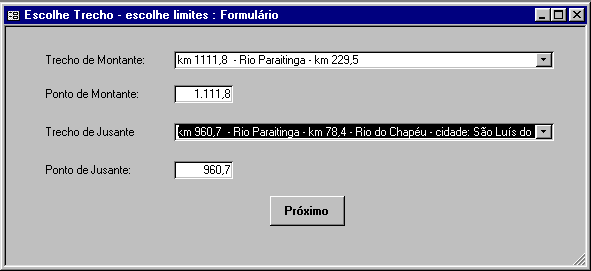 Escolhe Trecho - escolhe limites : Formulário
Trecho de Montante: km 1111,8 - Rio Paraitinga - km 229,5
Ponto de Montante: 1.111,8
Trecho de Jusante km 960,7 - Rio Paraitinga - km 78,4 - Rio do Chapéu - cidade: São Luís do
Ponto de Jusante: 960,7
Próximo